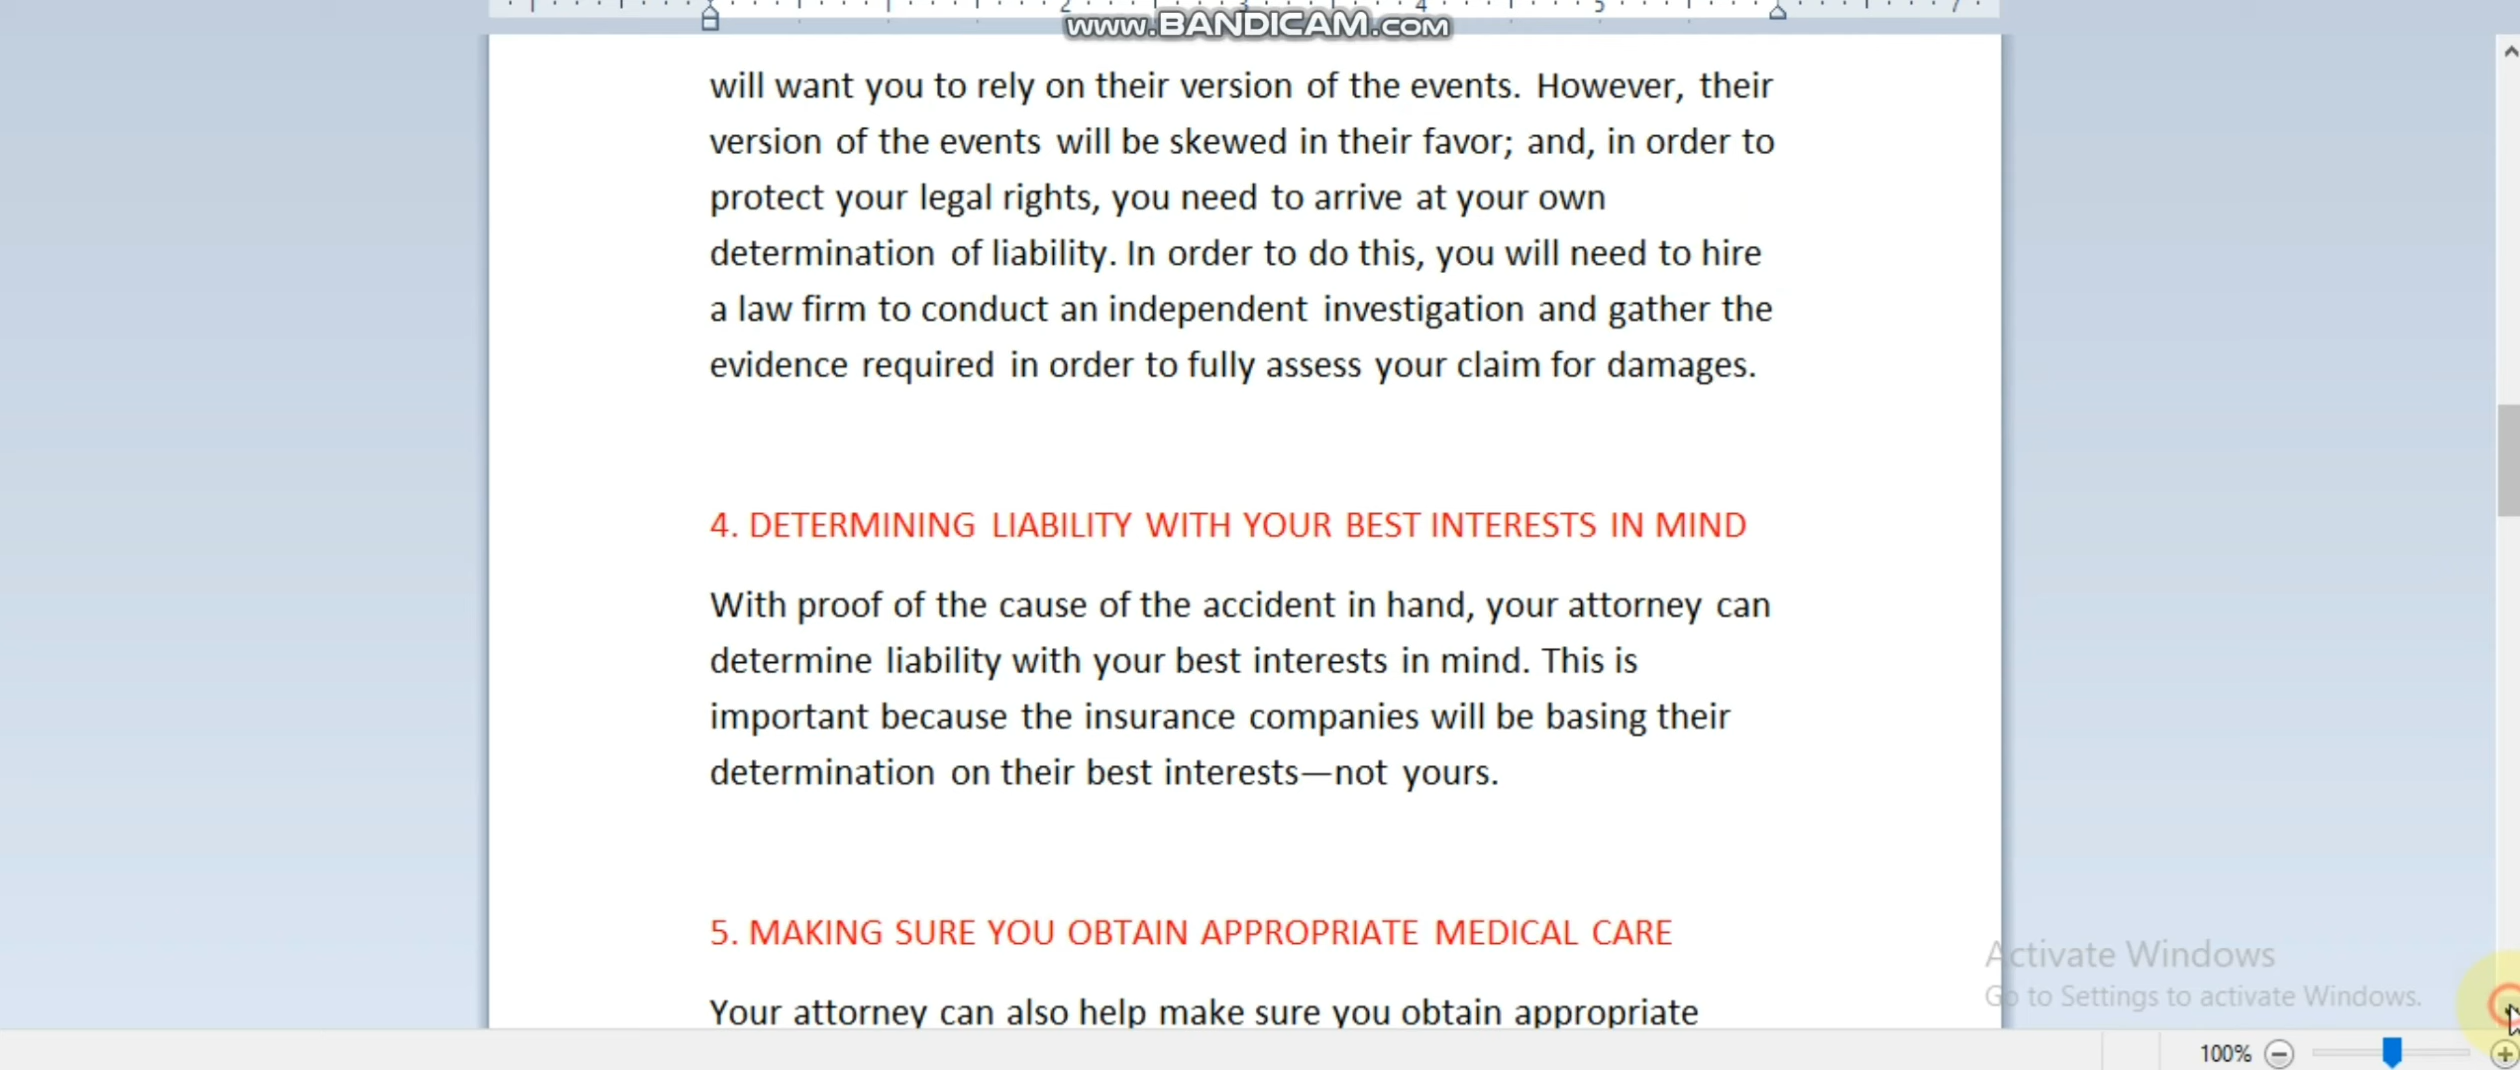 2 3 4 5 7
www.BANDICAM.com
will want you to rely on their version of the events. However, their
version of the events will be skewed in their favor; and, in order to
protect your legal rights, you need to arrive at your own
determination of liability. In order to do this, you will need to hire
a law firm to conduct an independent investigation and gather the
evidence required in order to fully assess your claim for damages.
4. DETERMINING LIABILITY WITH YOUR BEST INTERESTS IN MIND
With proof of the cause of the accident in hand, your attorney can
determine liability with your best interests in mind. This is
important because the insurance companies will be basing their
determination on their best interests—not yours.
5. MAKING SURE YOU OBTAIN APPROPRIATE MEDICAL CARE
Your attorney can also help make sure you obtain appropriate
Activate Windows
Go to Settings to activate Windows.
100%